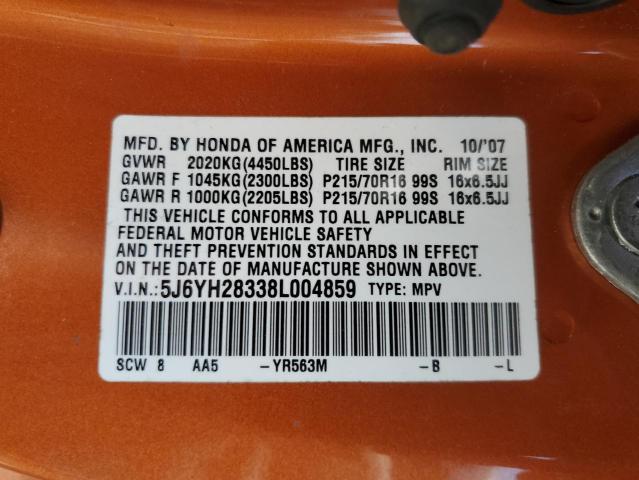 MFD. BY HONDA OF AMERICA MFG., INC. 10/'07
GVWR 2020KG(4450LBS) TIRE SIZE RIM SIZE
GAWR F 1045KG(2300LBS) P215/70R16 99S 16x6.5JJ
GAWR R 1000KG(2205LBS) P215/70R16 99S 16x6.5JJ
THIS VEHICLE CONFORMS TO ALL APPLICABLE
FEDERAL MOTOR VEHICLE SAFETY
AND THEFT PREVENTION STANDARDS IN EFFECT
ON THE DATE OF MANUFACTURE SHOWN ABOVE.
V.I.N.:5J6YH28338L004859 TYPE: MPV
SCW 8 AA5 -YR563M -B -L